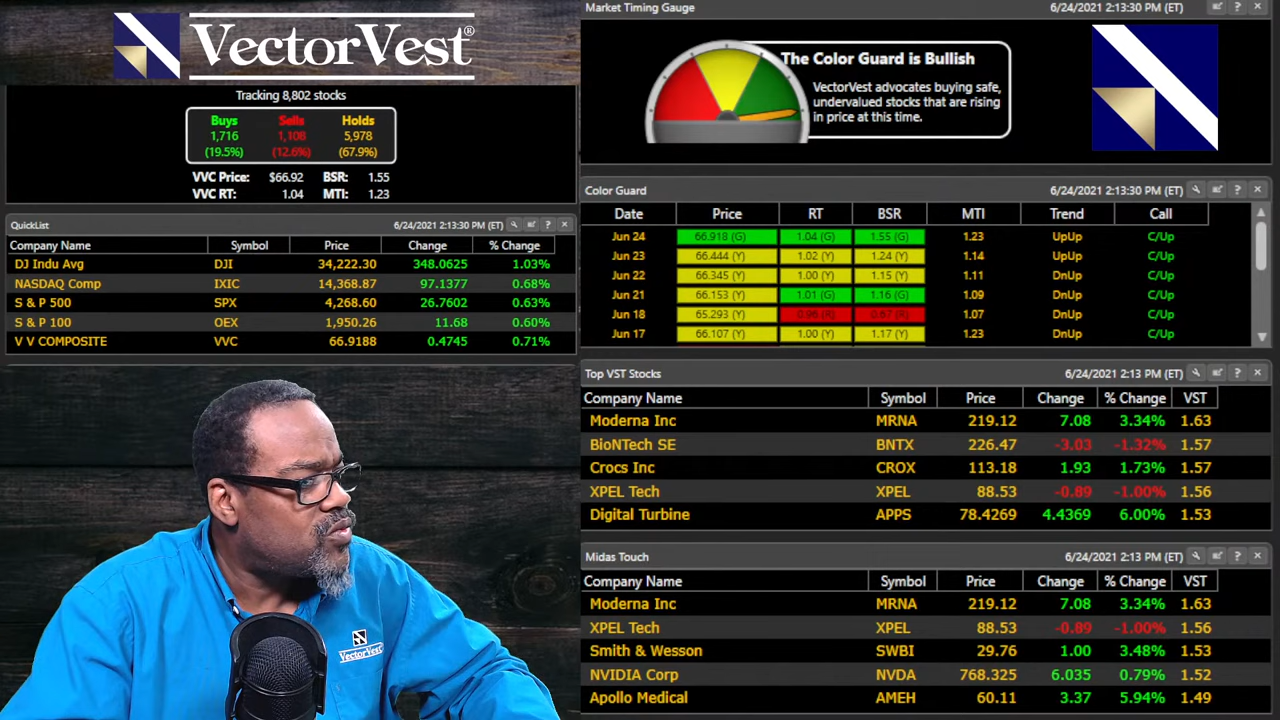 VectorVest®
Tracking 8,802 stocks
Buys Sells Holds
1,716 1,108 5,978
(19.5%) (12.6%) (67.9%)
VVC Price: $66.92 BSR: 1.55
VVC RT: 1.04 MTI: 1.23
QuickList 6/24/2021 2:13:30 PM (ET)
Company Name Symbol Price Change % Change
DJ Indu Avg DJI 34,222.30 348.0625 1.03%
NASDAQ Comp IXIC 14,368.87 97.1377 0.68%
S & P 500 SPX 4,268.60 26.7602 0.63%
S & P 100 OEX 1,950.26 11.68 0.60%
V V COMPOSITE VVC 66.9188 0.4745 0.71%
VectorVest
Market Timing Gauge 6/24/2021 2:13:30 PM (ET)
The Color Guard is Bullish
VectorVest advocates buying safe,
undervalued stocks that are rising
in price at this time.
Color Guard 6/24/2021 2:13:30 PM (ET)
Date Price RT BSR MTI Trend Call
Jun 24 66.918 (G) 1.04 (G) 1.55 (G) 1.23 UpUp C/Up
Jun 23 66.444 (Y) 1.02 (Y) 1.24 (Y) 1.14 UpUp C/Up
Jun 22 66.345 (Y) 1.00 (Y) 1.15 (Y) 1.11 DnUp C/Up
Jun 21 66.153 (Y) 1.01 (G) 1.16 (G) 1.09 DnUp C/Up
Jun 18 65.293 (Y) 0.96 (R) 0.67 (R) 1.07 DnUp C/Up
Jun 17 66.107 (Y) 1.00 (Y) 1.17 (Y) 1.23 DnUp C/Up
Top VST Stocks 6/24/2021 2:13 PM (ET)
Company Name Symbol Price Change % Change VST
Moderna Inc MRNA 219.12 7.08 3.34% 1.63
BioNTech SE BNTX 226.47 -3.03 -1.32% 1.57
Crocs Inc CROX 113.18 1.93 1.73% 1.57
XPEL Tech XPEL 88.53 -0.89 -1.00% 1.56
Digital Turbine APPS 78.4269 4.4369 6.00% 1.53
Midas Touch 6/24/2021 2:13 PM (ET)
Company Name Symbol Price Change % Change VST
Moderna Inc MRNA 219.12 7.08 3.34% 1.63
XPEL Tech XPEL 88.53 -0.89 -1.00% 1.56
Smith & Wesson SWBI 29.76 1.00 3.48% 1.53
NVIDIA Corp NVDA 768.325 6.035 0.79% 1.52
Apollo Medical AMEH 60.11 3.37 5.94% 1.49